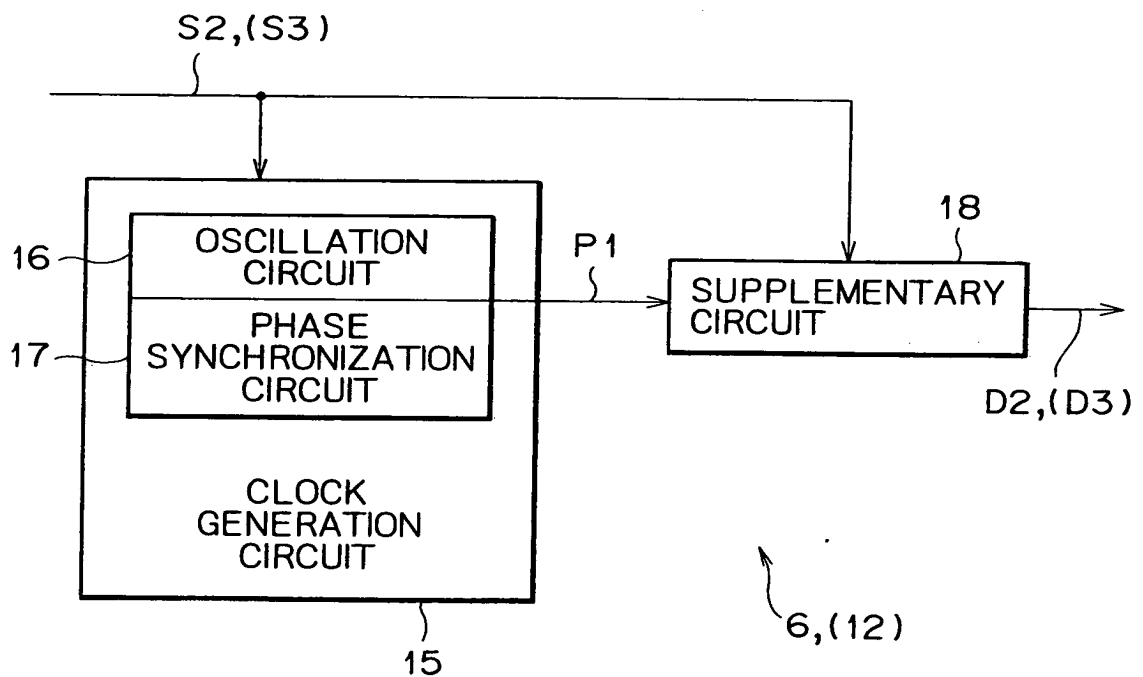 S2,(S3)
18
16
OSCILLATION
CIRCUIT
P1
SUPPLEMENTARY
CIRCUIT
17
PHASE
SYNCHRONIZATION
CIRCUIT
D2,(D3)
CLOCK
GENERATION
CIRCUIT
6,(12)
15